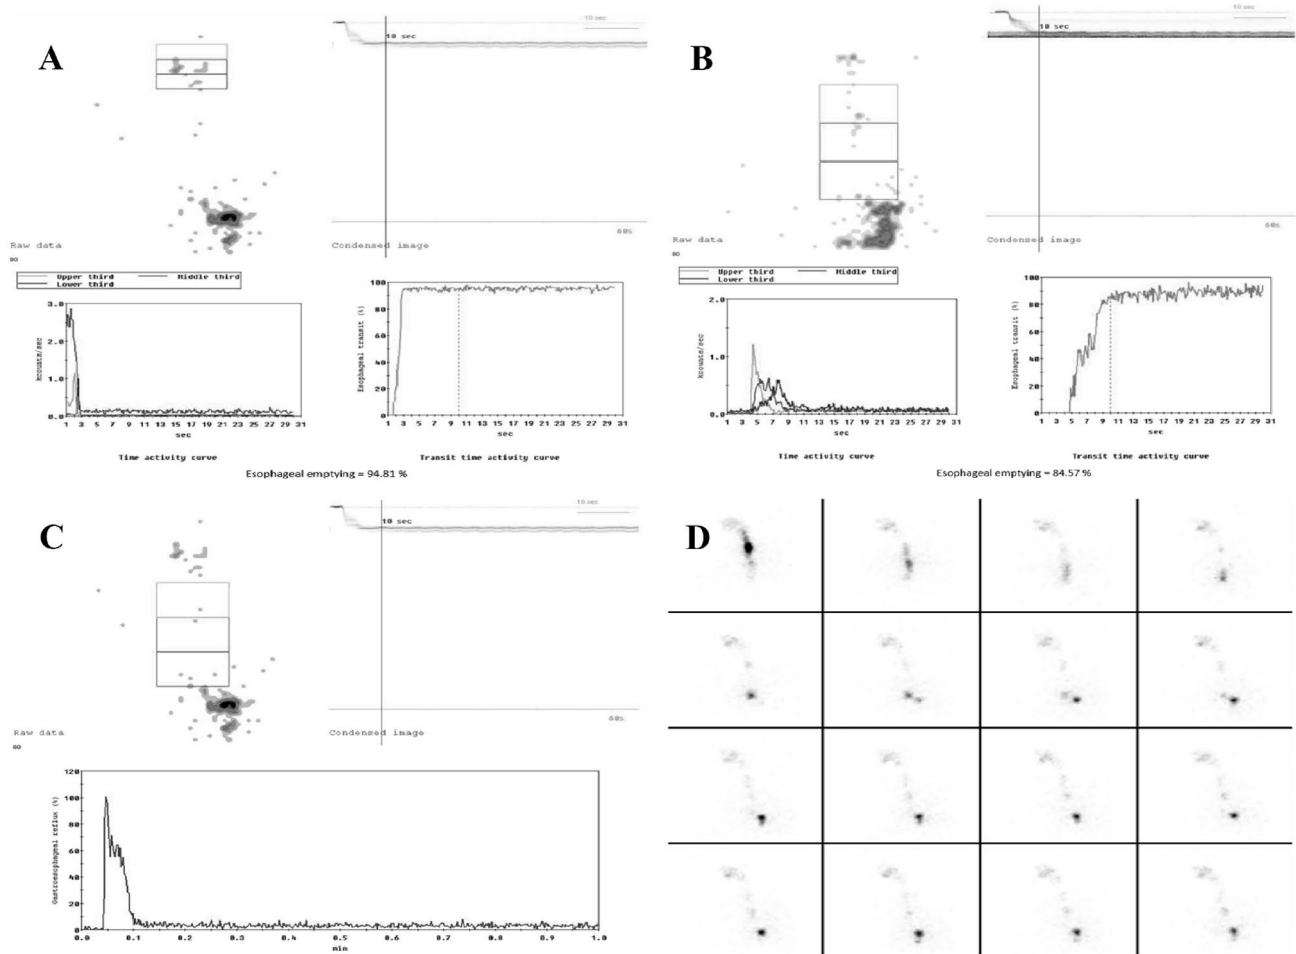 A
10 sec
10 sec
60s
Raw data
Condensed image
80
Upper third
Middle third
Lower third
3.0
2.0
1.0
0.0
kcounts/sec
1 3 5 7 9 11 13 15 17 19 21 23 25 27 29 31
sec
Time activity curve
100
80
60
40
20
0
Esophageal transit (%)
1 3 5 7 9 11 13 15 17 19 21 23 25 27 29 31
sec
Transit time activity curve
Esophageal emptying = 94.81 %
B
10 sec
10 sec
60s
Raw data
Condensed image
80
Upper third
Middle third
Lower third
2.0
1.0
0.0
kcounts/sec
1 3 5 7 9 11 13 15 17 19 21 23 25 27 29 31
sec
Time activity curve
100
80
60
40
20
0
Esophageal transit (%)
1 3 5 7 9 11 13 15 17 19 21 23 25 27 29 31
sec
Transit time activity curve
Esophageal emptying = 84.57 %
C
10 sec
10 sec
60s
Raw data
Condensed image
80
120
100
80
60
40
20
0
Gastroesophageal reflux (%)
0.0 0.1 0.2 0.3 0.4 0.5 0.6 0.7 0.8 0.9 1.0
min
D